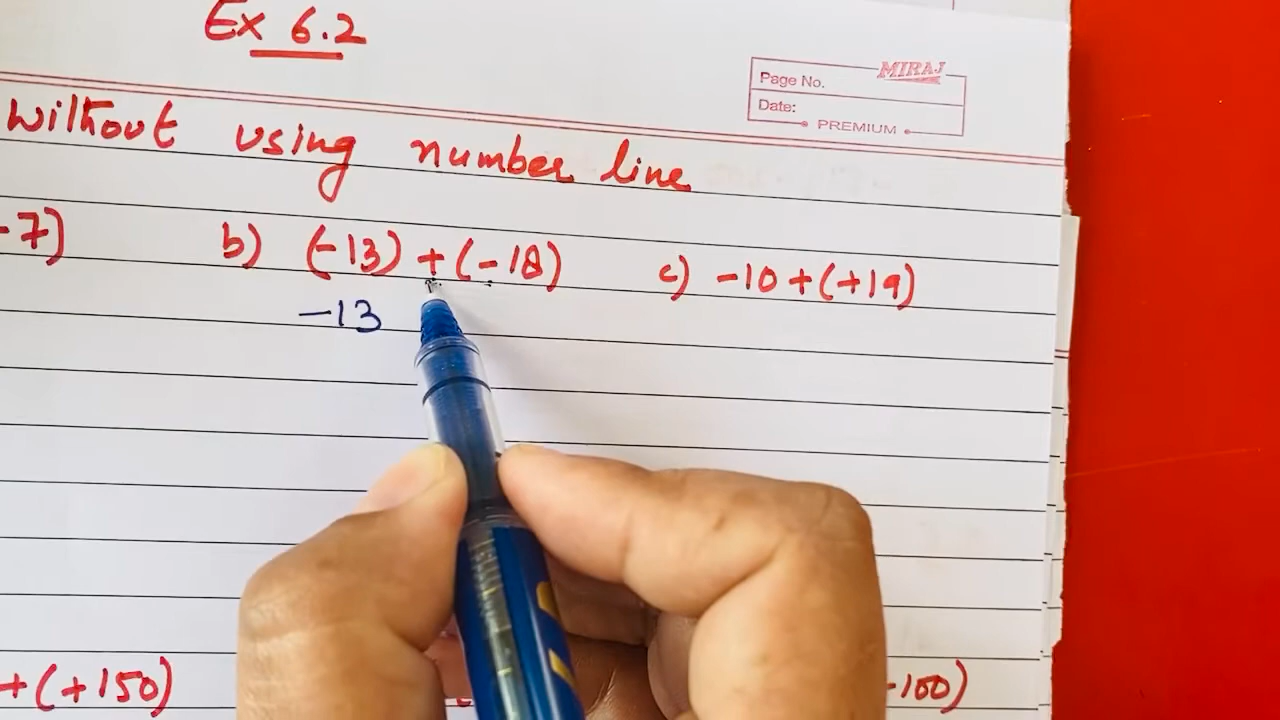 Ex 6.2
MIRAJ
Page No.
Date:
PREMIUM
without using number line
-7) b) (-13) + (-18) c) -10+(+19)
-13
+(+150) -100)